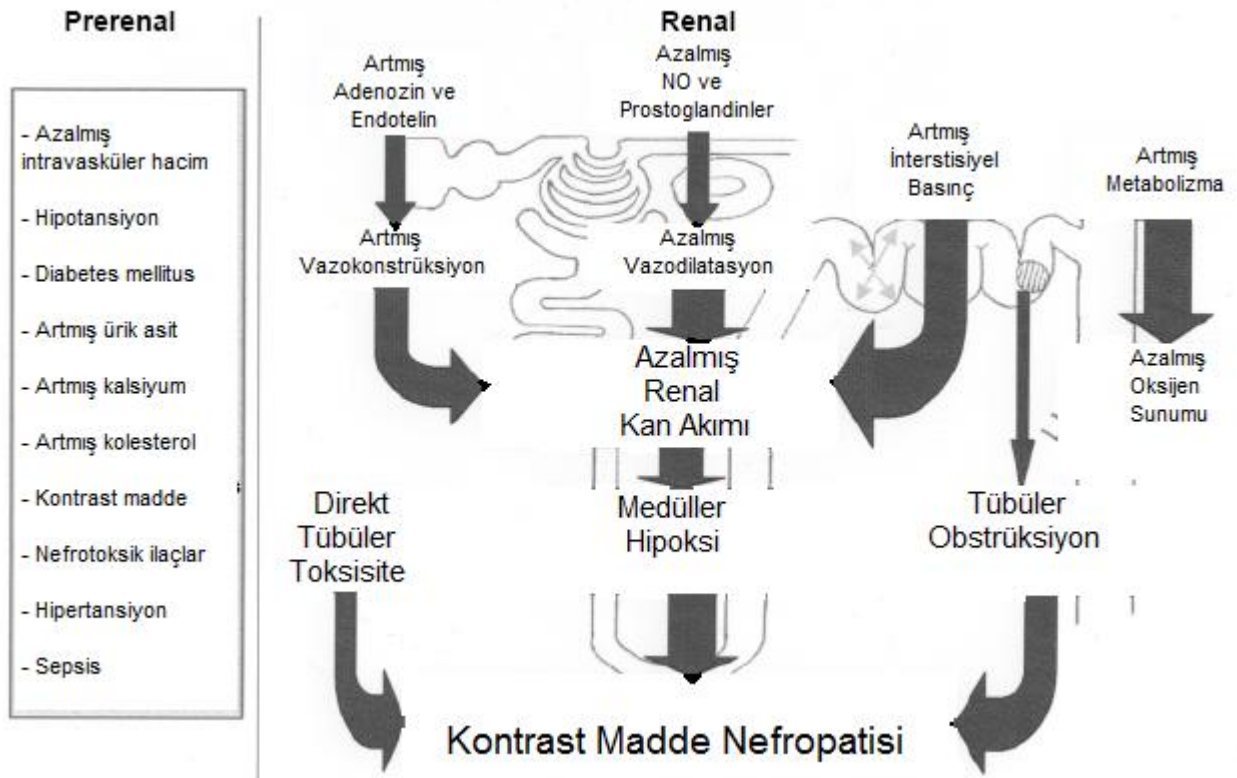 Prerenal
- Azalmış
intravasküler hacim
- Hipotansiyon
- Diabetes mellitus
- Artmış ürik asit
- Artmış kalsiyum
- Artmış kolesterol
- Kontrast madde
- Nefrotoksik ilaçlar
- Hipertansiyon
- Sepsis
Renal
Artmış
Adenozin ve
Endotelin
Azalmış
NO ve
Prostoglandinler
Artmış
İnterstisiyel
Basınç
Artmış
Metabolizma
Artmış
Vazokonstrüksiyon
Azalmış
Vazodilatasyon
Azalmış
Renal
Kan Akımı
Azalmış
Oksijen
Sunumu
Direkt
Tübüler
Toksisite
Medüller
Hipoksi
Tübüler
Obstrüksiyon
Kontrast Madde Nefropatisi